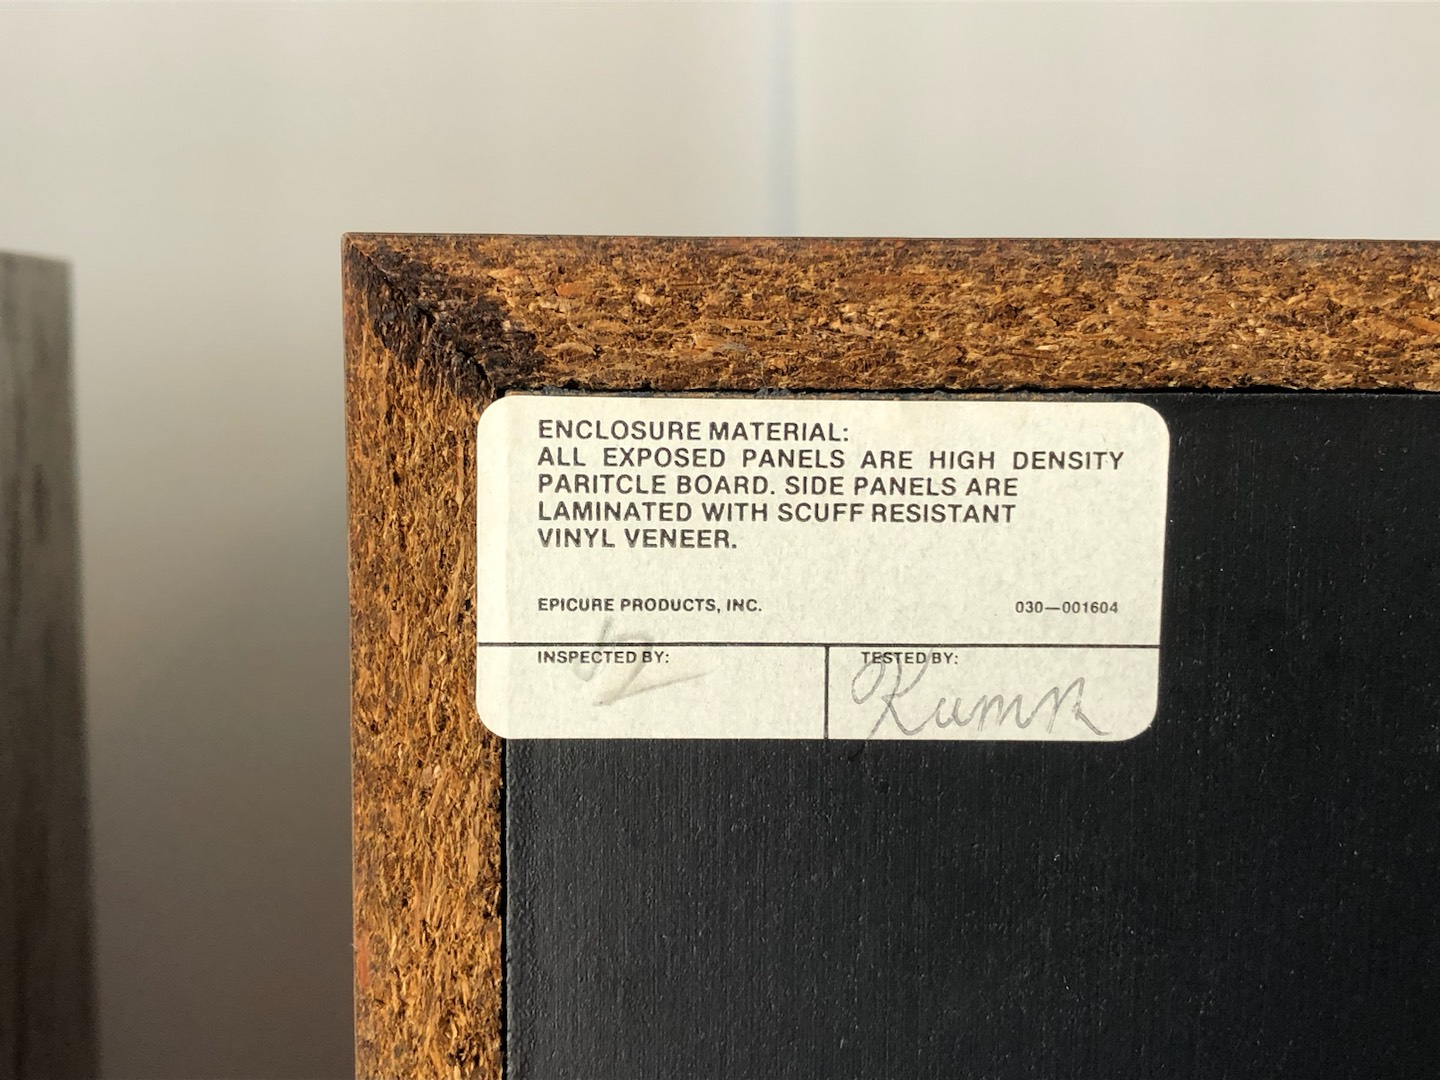 ENCLOSURE MATERIAL:
ALL EXPOSED PANELS ARE HIGH DENSITY
PARITCLE BOARD. SIDE PANELS ARE
LAMINATED WITH SCUFF RESISTANT
VINYL VENEER.
EPICURE PRODUCTS, INC. 030—001604
INSPECTED BY: TESTED BY: